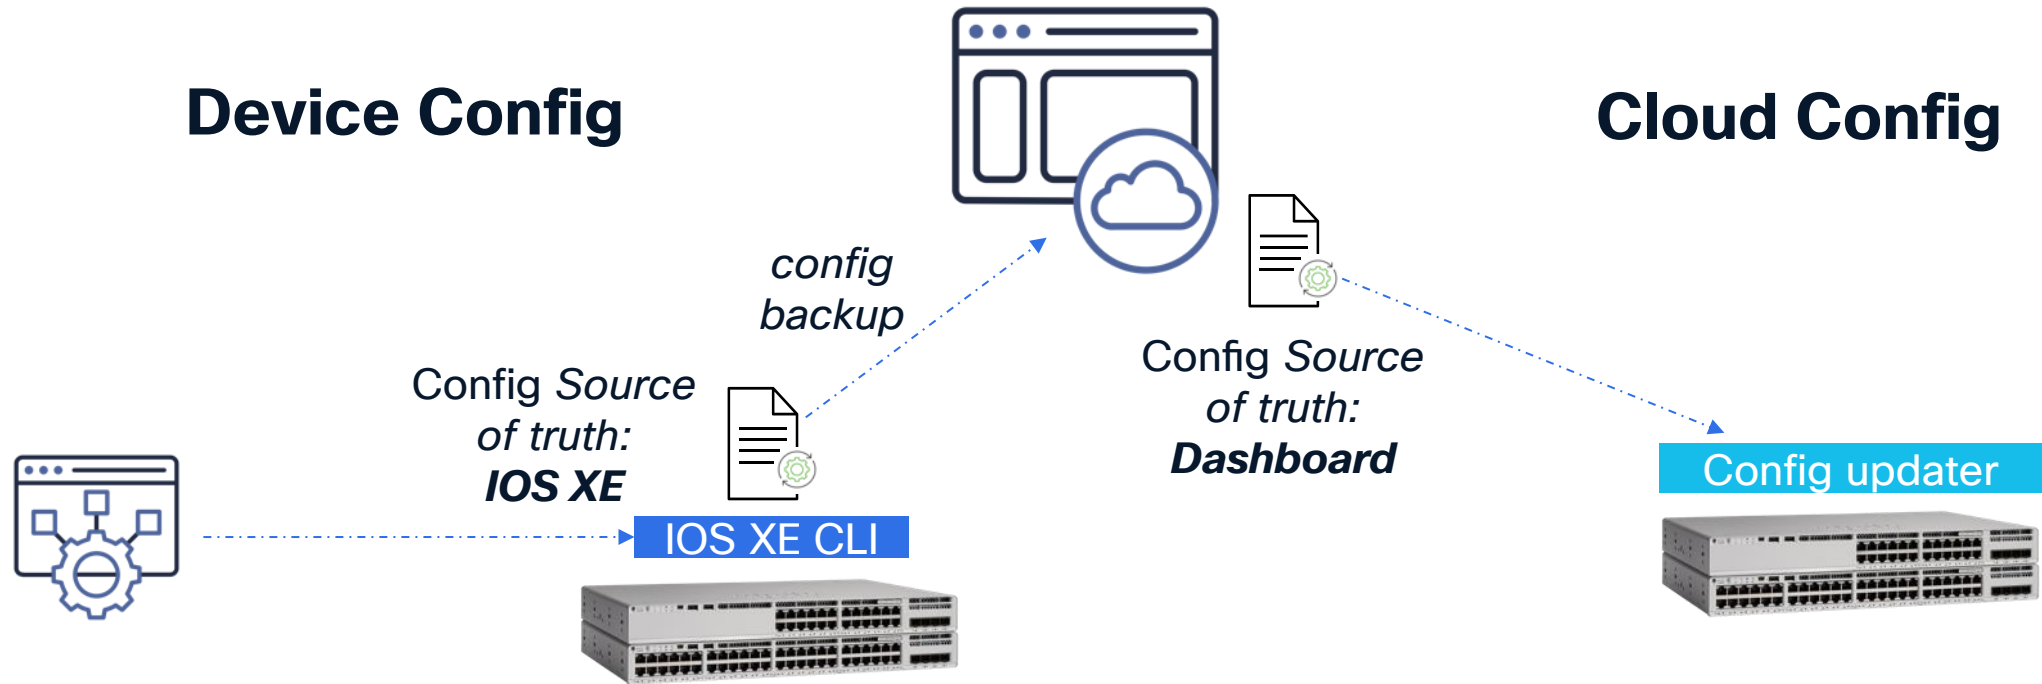 Device Config
Cloud Config
config
backup
Config Source
of truth:
IOS XE
Config Source
of truth:
Dashboard
IOS XE CLI
Config updater